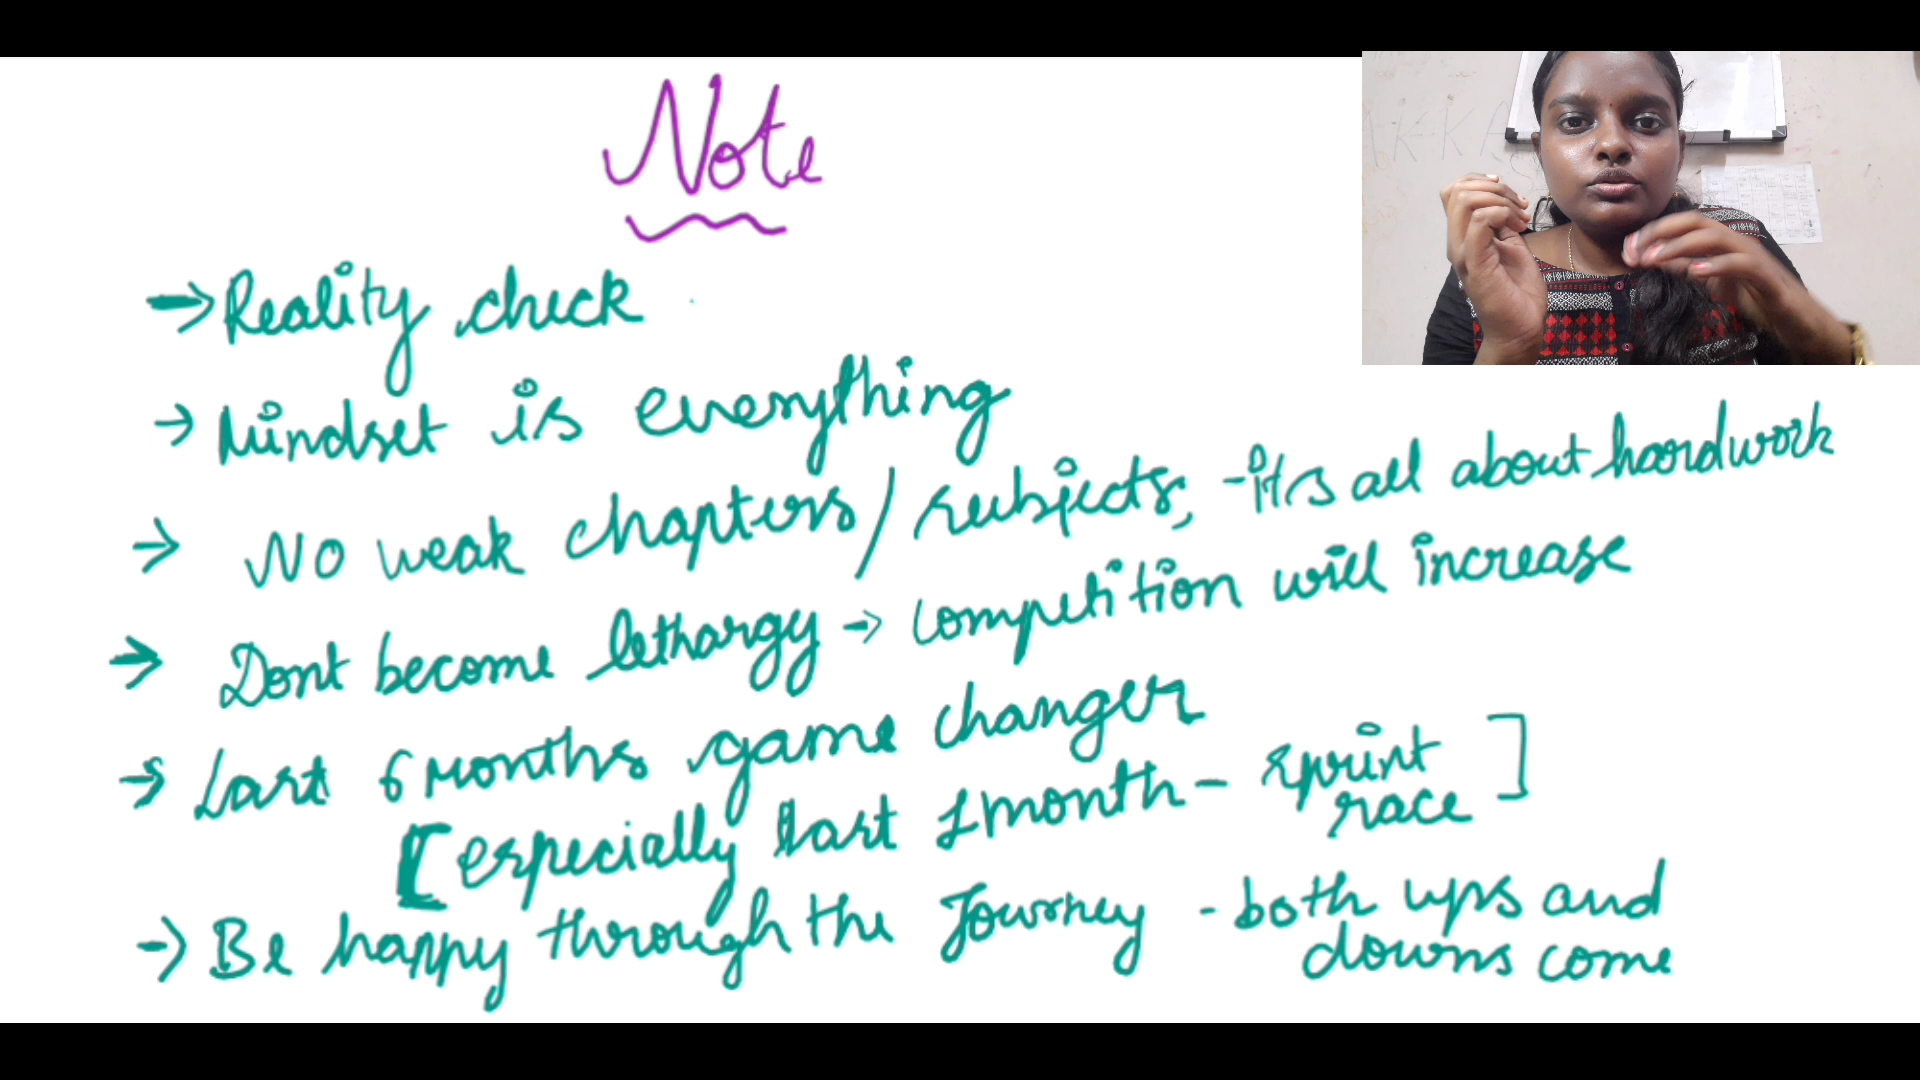 Note
→ Reality check
→ Mindset is everything
→ No weak chapters/subjects, - its all about hardwork
→ Dont become lethargy → competition will increase
→ Last 6 months game changer
[especially last 1 month - sprint race]
→ Be happy through the Journey - both ups and downs come